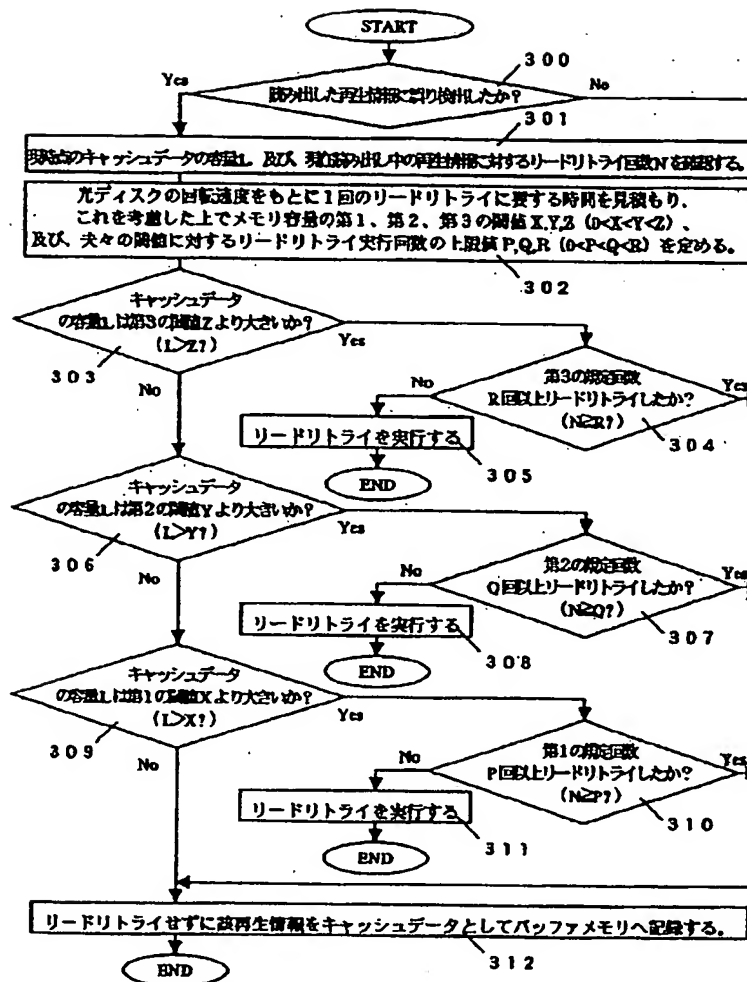 START
300
Yes
No
読み出した再生情報に誤り検出したか?
301
現時点のキャッシュデータの容量L 及び、現在読み出し中の再生情報に対するリードリトライ回数Nを確認する。
光ディスクの回転速度をもとに1回のリードリトライに要する時間を見積もり、
これを考慮した上でメモリ容量の第1、第2、第3の閾値X,Y,Z (0<X<Y<Z)、
及び、夫々の閾値に対するリードリトライ実行回数の上限値P,Q,R (0<P<Q<R) を定める。
302
キャッシュデータ
の容量Lは第3の閾値Zより大きいか?
(L>Z?)
Yes
303
No
第3の規定回数
R回以上リードリトライしたか?
(N≥R?)
No
Yes
304
リードリトライを実行する
305
END
キャッシュデータ
の容量Lは第2の閾値Yより大きいか?
(L>Y?)
Yes
306
No
第2の規定回数
Q回以上リードリトライしたか?
(N≥Q?)
No
Yes
307
リードリトライを実行する
308
END
キャッシュデータ
の容量Lは第1の閾値Xより大きいか?
(L>X?)
Yes
309
No
第1の規定回数
P回以上リードリトライしたか?
(N≥P?)
No
Yes
310
リードリトライを実行する
311
END
リードリトライせずに該再生情報をキャッシュデータとしてバッファメモリへ記録する。
312
END